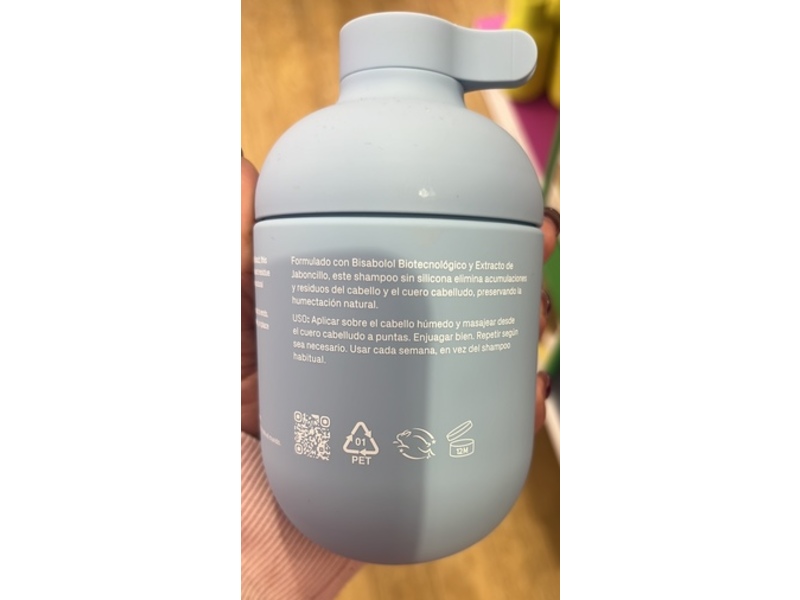 Formulado con Bisabolol Biotecnológico y Extracto de
Jaboncillo, este shampoo sin silicona elimina acumulaciones
y residuos del cabello y el cuero cabelludo, preservando la
humectación natural.
USO: Aplicar sobre el cabello húmedo y masajear desde
el cuero cabelludo a puntas. Enjuagar bien. Repetir según
sea necesario. Usar cada semana, en vez del shampoo
habitual.
01
PET
12M